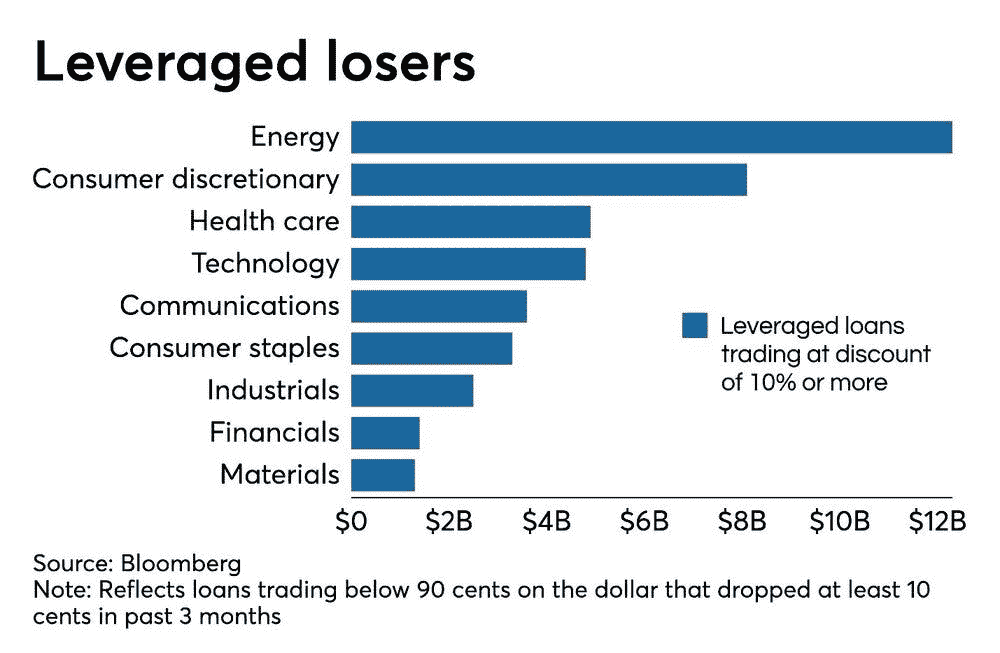 Leveraged losers
Energy
Consumer discretionary
Health care
Technology
Communications
Consumer staples
Industrials
Financials
Materials
Leveraged loans
trading at discount
of 10% or more
$0 $2B $4B $6B $8B $10B $12B
Source: Bloomberg
Note: Reflects loans trading below 90 cents on the dollar that dropped at least 10
cents in past 3 months